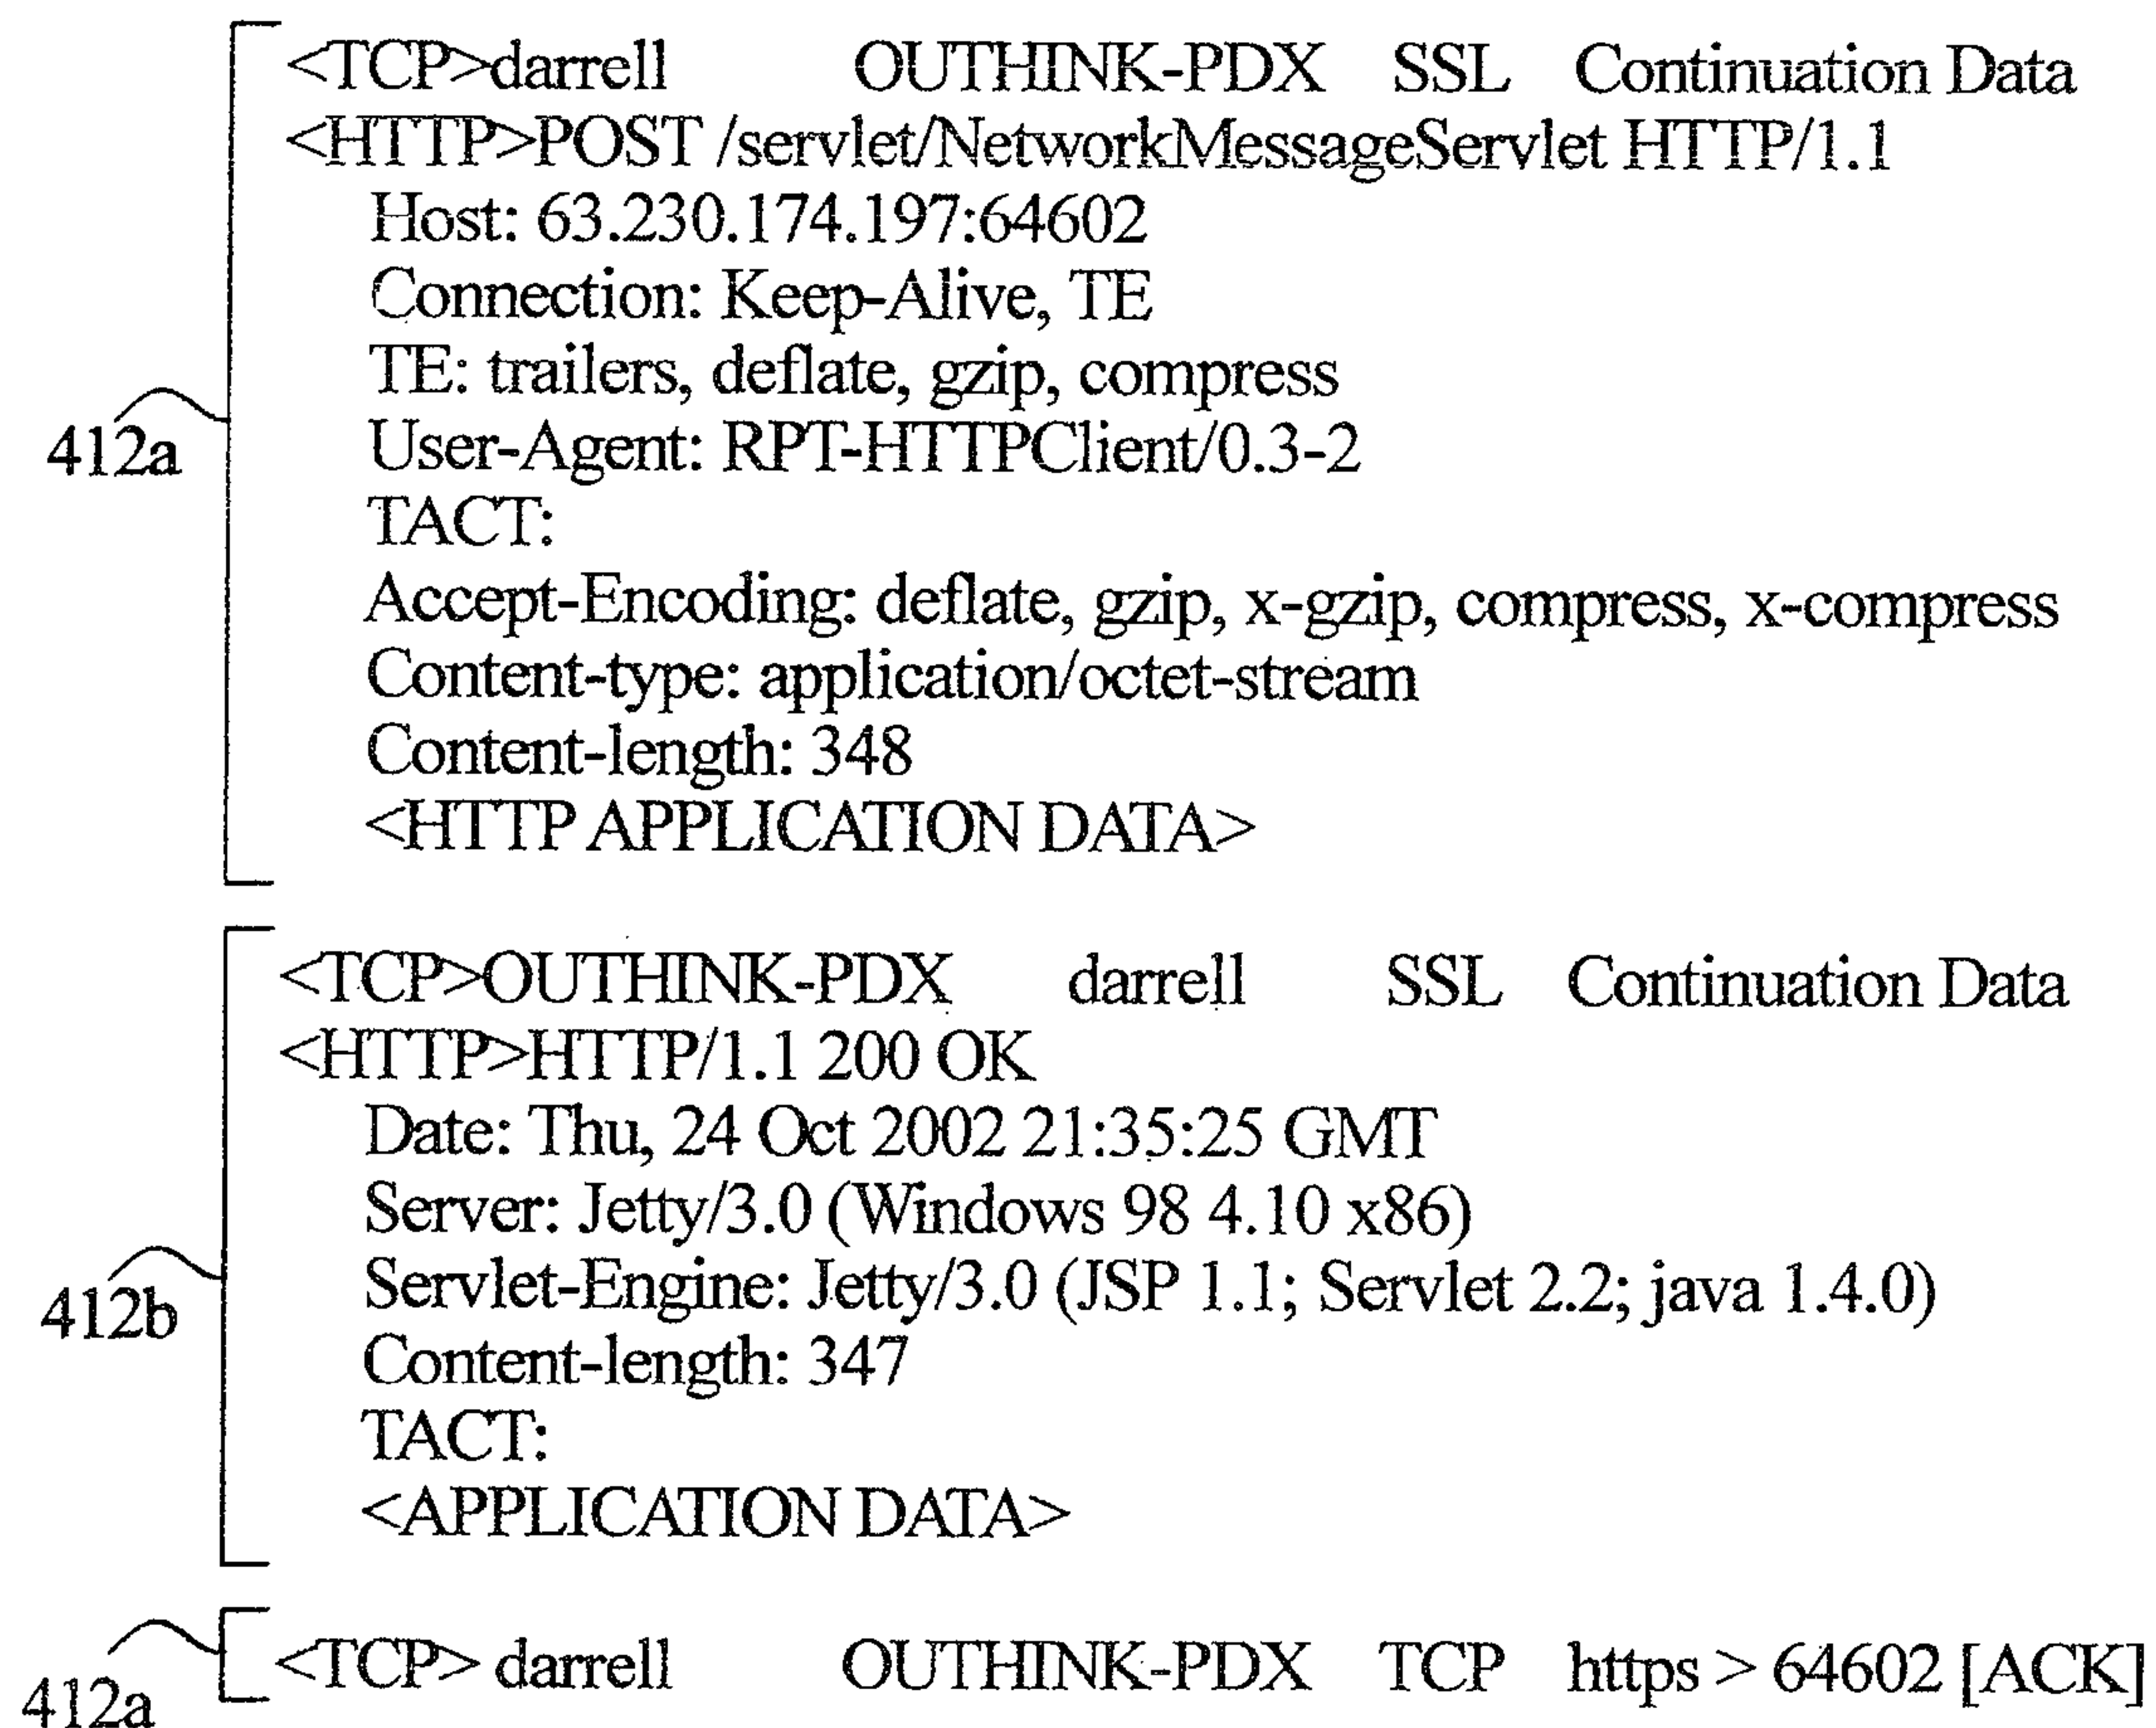 <TCP>darrell OUTHINK-PDX SSL Continuation Data
<HTTP>POST /servlet/NetworkMessageServlet HTTP/1.1
Host: 63.230.174.197:64602
Connection: Keep-Alive, TE
TE: trailers, deflate, gzip, compress
412a
User-Agent: RPT-HTTPClient/0.3-2
TACT:
Accept-Encoding: deflate, gzip, x-gzip, compress, x-compress
Content-type: application/octet-stream
Content-length: 348
<HTTP APPLICATION DATA>
<TCP>OUTHINK-PDX darrell SSL Continuation Data
<HTTP>HTTP/1.1 200 OK
Date: Thu, 24 Oct 2002 21:35:25 GMT
Server: Jetty/3.0 (Windows 98 4.10 x86)
412b
Servlet-Engine: Jetty/3.0 (JSP 1.1; Servlet 2.2; java 1.4.0)
Content-length: 347
TACT:
<APPLICATION DATA>
412a
<TCP> darrell OUTHINK-PDX TCP https > 64602 [ACK]